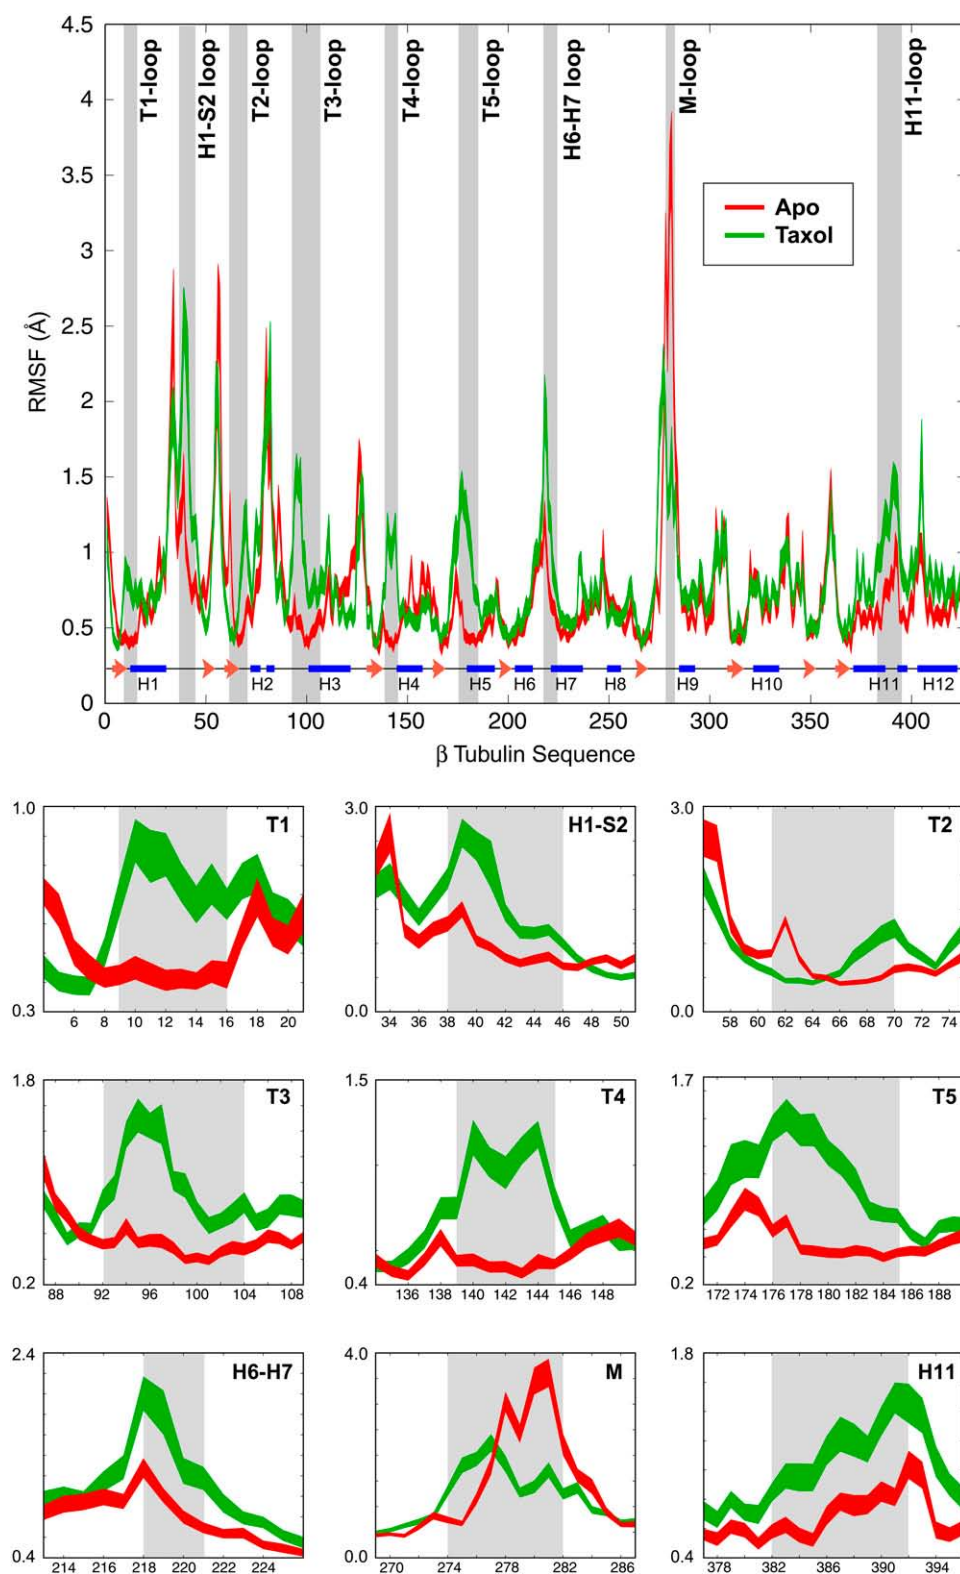 4.5
4
3.5
3
2.5
2
1.5
1
0.5
0
RMSF (Å)
T1-loop
H1-S2 loop
T2-loop
T3-loop
T4-loop
T5-loop
H6-H7 loop
M-loop
H11-loop
Apo
Taxol
H1 H2 H3 H4 H5 H6 H7 H8 H9 H10 H11 H12
0 50 100 150 200 250 300 350 400
β Tubulin Sequence
1.0
T1
0.3
6 8 10 12 14 16 18 20
3.0
H1-S2
0.0
34 36 38 40 42 44 46 48 50
3.0
T2
0.0
58 60 62 64 66 68 70 72 74
1.8
T3
0.2
88 92 96 100 104 108
1.5
T4
0.4
136 138 140 142 144 146 148
1.7
T5
0.2
172 174 176 178 180 182 184 186 188
2.4
H6-H7
0.4
214 216 218 220 222 224
4.0
M
0.0
270 274 278 282 286
1.8
H11
0.4
378 382 386 390 394